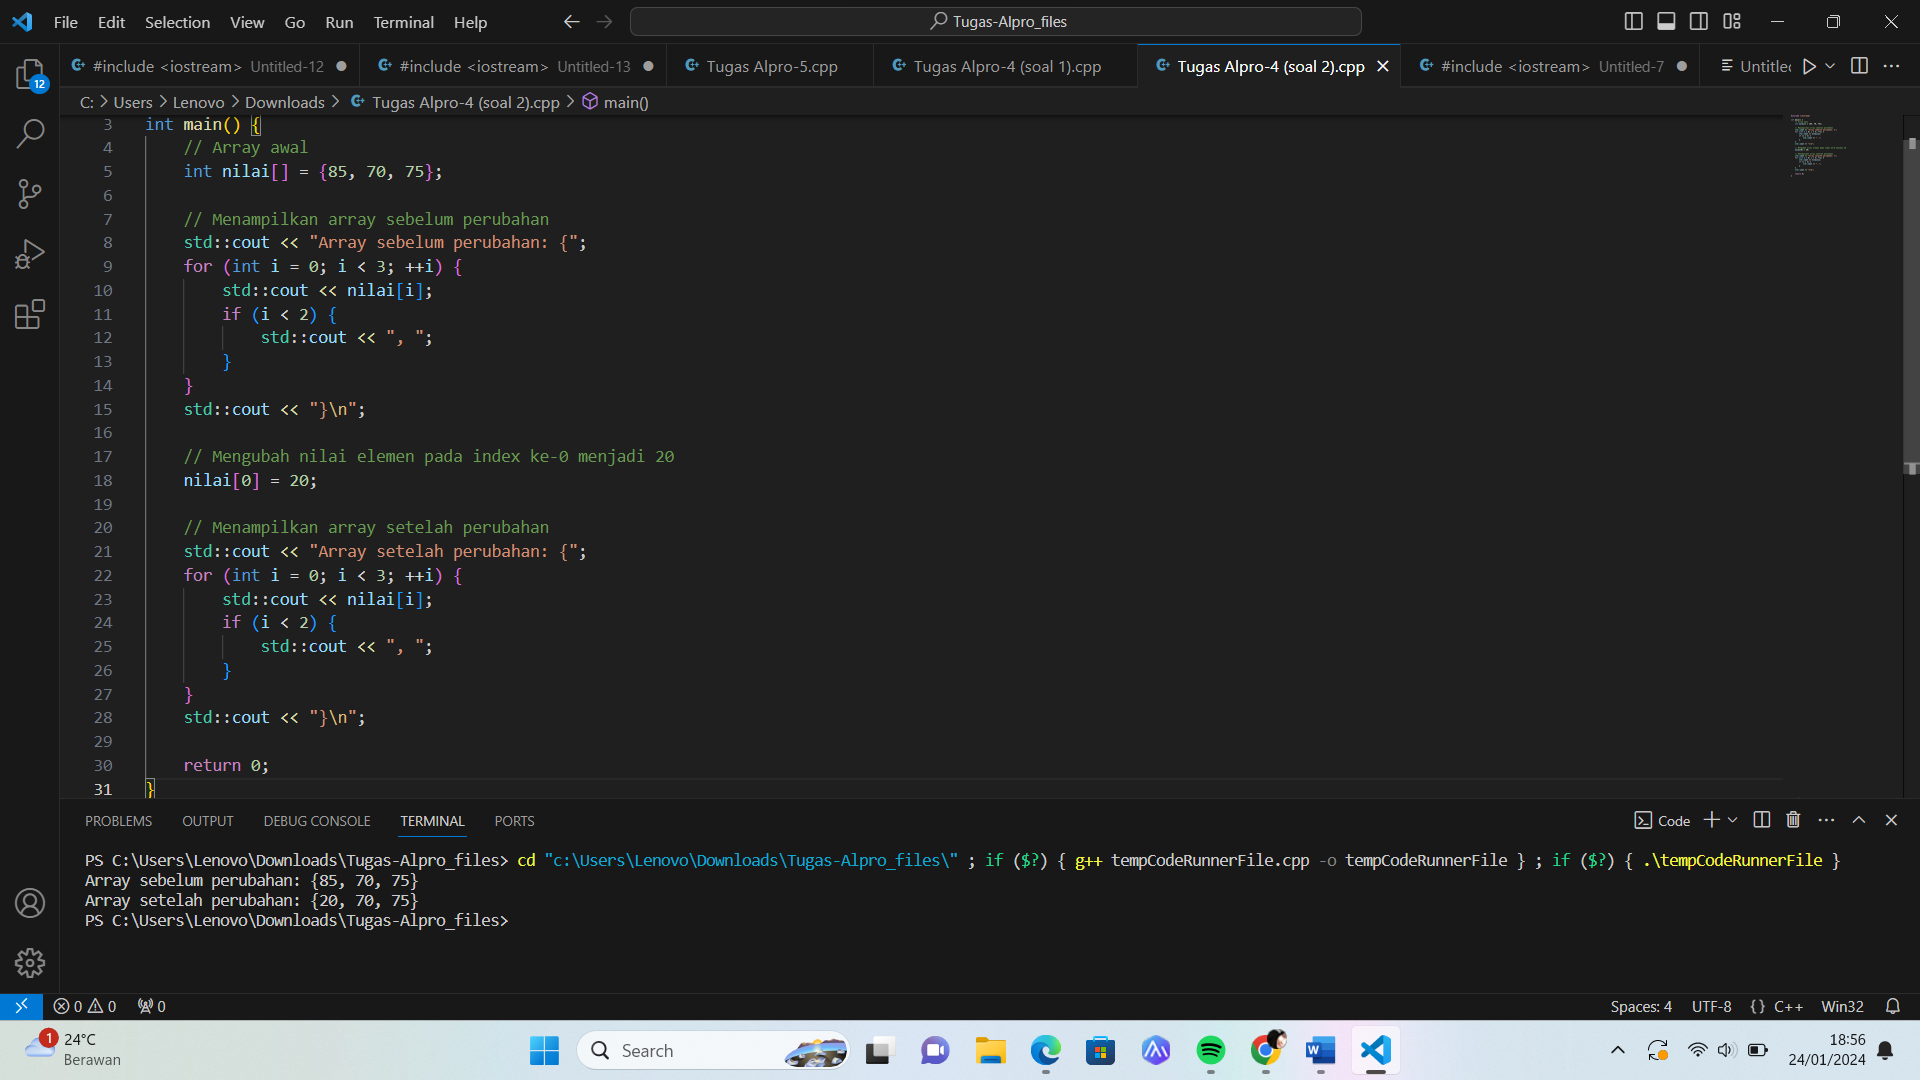 File Edit Selection View Go Run Terminal Help
Tugas-Alpro_files
#include <iostream> Untitled-12
#include <iostream> Untitled-13
Tugas Alpro-5.cpp
Tugas Alpro-4 (soal 1).cpp
Tugas Alpro-4 (soal 2).cpp
#include <iostream> Untitled-7
12
C: > Users > Lenovo > Downloads > Tugas Alpro-4 (soal 2).cpp > main()
3 int main() {
4 // Array awal
5 int nilai[] = {85, 70, 75};
6
7 // Menampilkan array sebelum perubahan
8 std::cout << "Array sebelum perubahan: {";
9 for (int i = 0; i < 3; ++i) {
10 std::cout << nilai[i];
11 if (i < 2) {
12 std::cout << ", ";
13 }
14 }
15 std::cout << "}\n";
16
17 // Mengubah nilai elemen pada index ke-0 menjadi 20
18 nilai[0] = 20;
19
20 // Menampilkan array setelah perubahan
21 std::cout << "Array setelah perubahan: {";
22 for (int i = 0; i < 3; ++i) {
23 std::cout << nilai[i];
24 if (i < 2) {
25 std::cout << ", ";
26 }
27 }
28 std::cout << "}\n";
29
30 return 0;
31 }
PROBLEMS OUTPUT DEBUG CONSOLE TERMINAL PORTS
Code
PS C:\Users\Lenovo\Downloads\Tugas-Alpro_files> cd "c:\Users\Lenovo\Downloads\Tugas-Alpro_files\" ; if ($?) { g++ tempCodeRunnerFile.cpp -o tempCodeRunnerFile } ; if ($?) { .\tempCodeRunnerFile }
Array sebelum perubahan: {85, 70, 75}
Array setelah perubahan: {20, 70, 75}
PS C:\Users\Lenovo\Downloads\Tugas-Alpro_files>
0 0 0
Spaces: 4 UTF-8 {} C++ Win32
1
24°C
Berawan
Search
18:56
24/01/2024